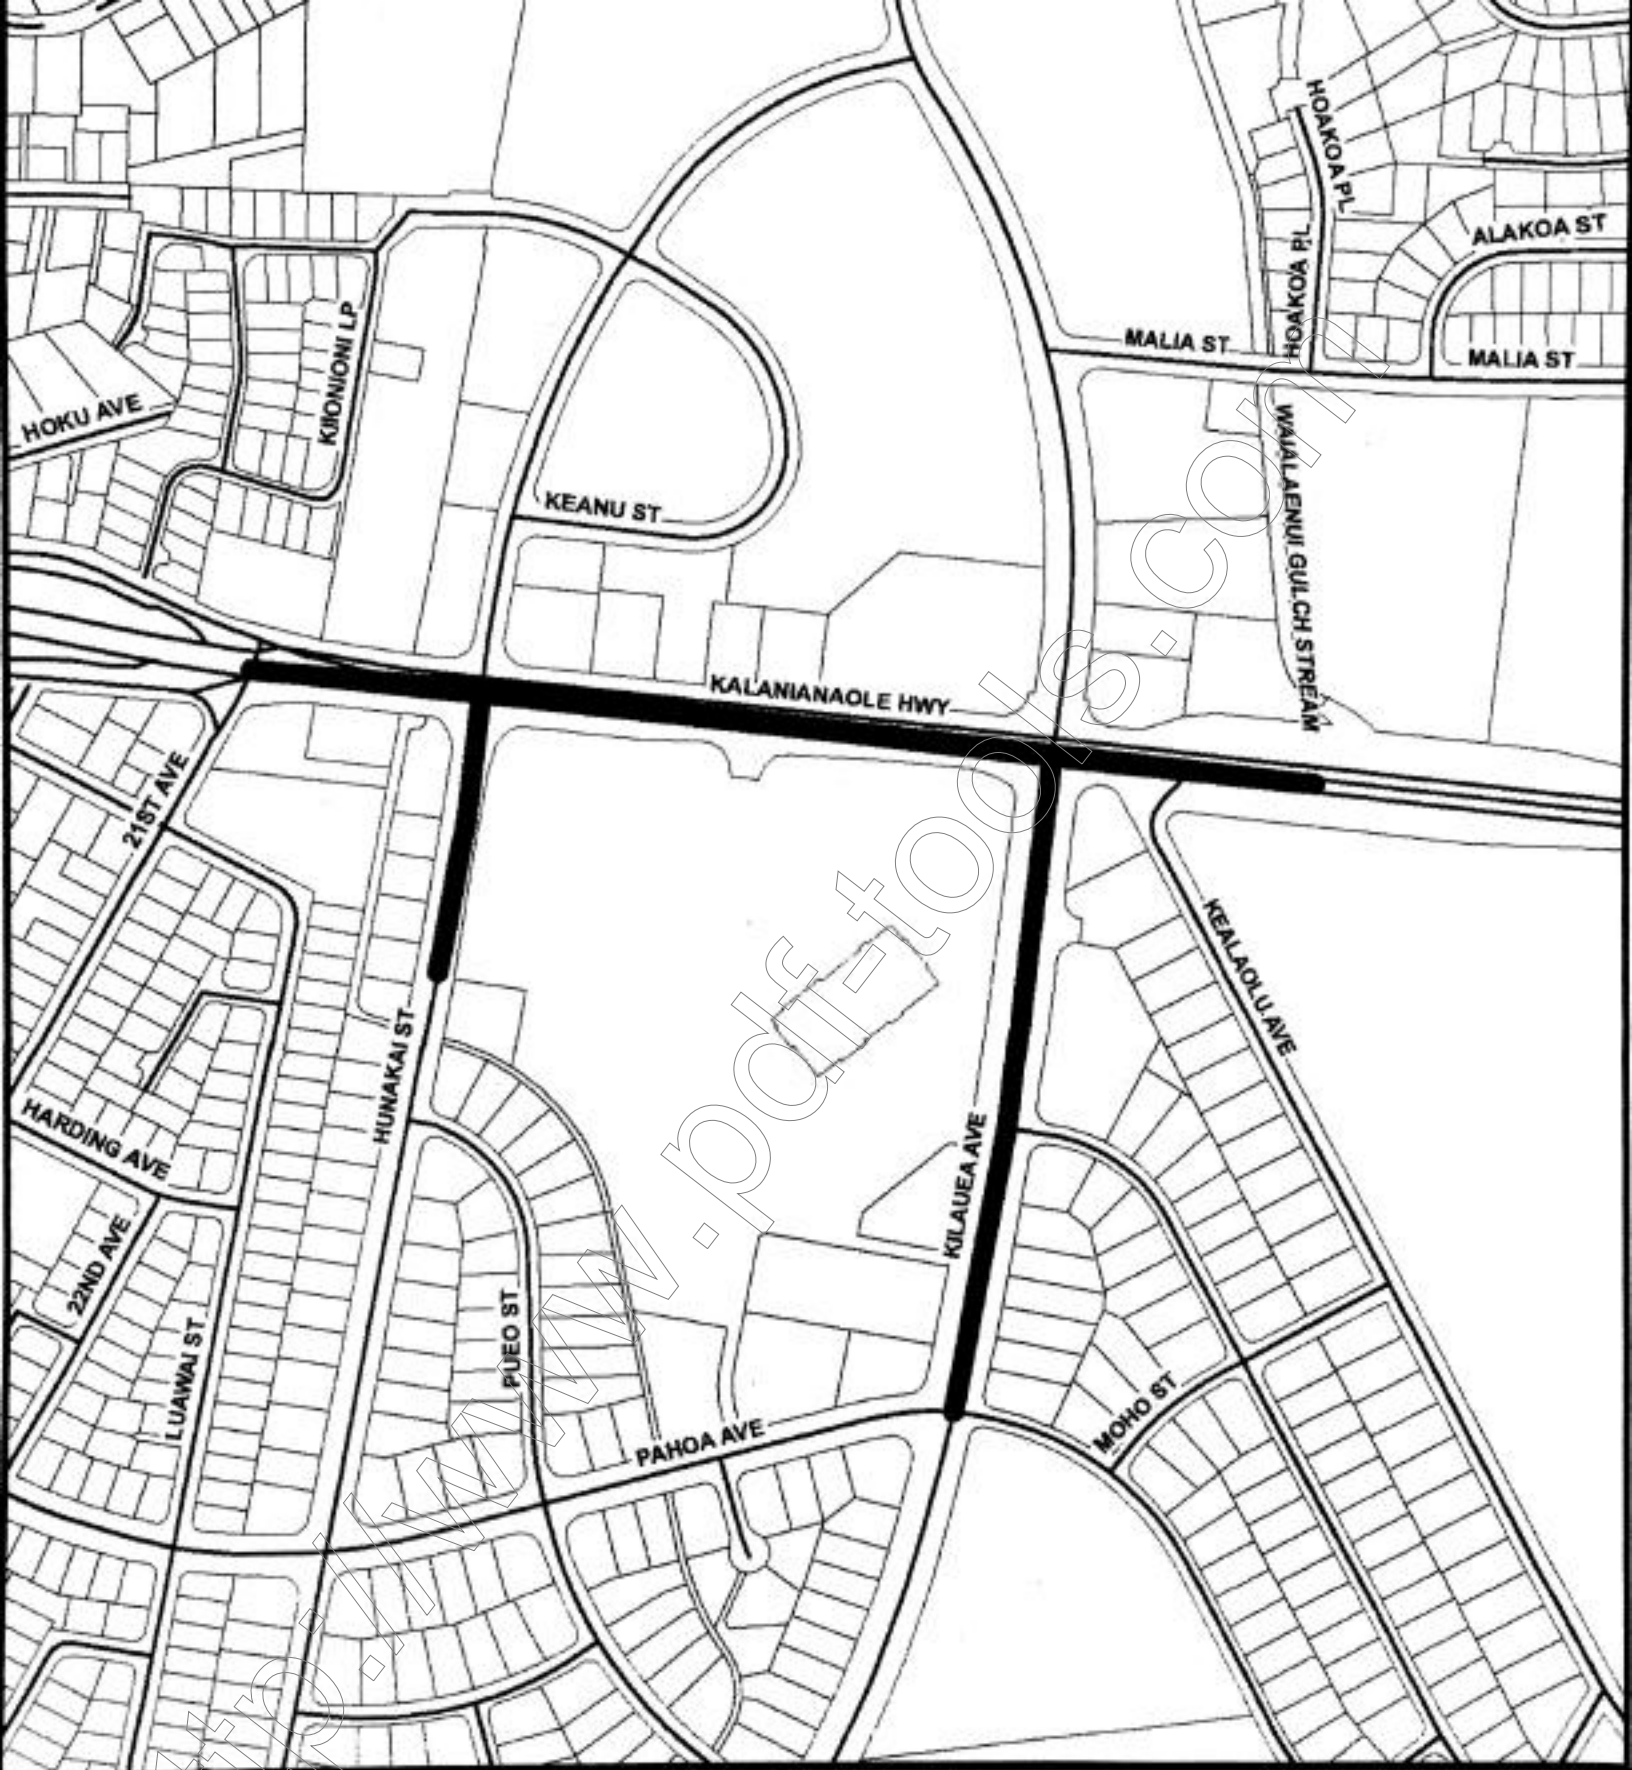 HOAKOA PL
ALAKOA ST
HOAKOA PL
MALIA ST
MALIA ST
KIIONIONI LP
HOKU AVE
WAIALAENUI GULCH STREAM
KEANU ST
KALANIANAOLE HWY
21ST AVE
KEALAOLU AVE
HUNAKAI ST
HARDING AVE
KILAUEA AVE
22ND AVE
PUEO ST
LUAWAI ST
MOHO ST
PAHOA AVE
tp://www.pdf-tools.com